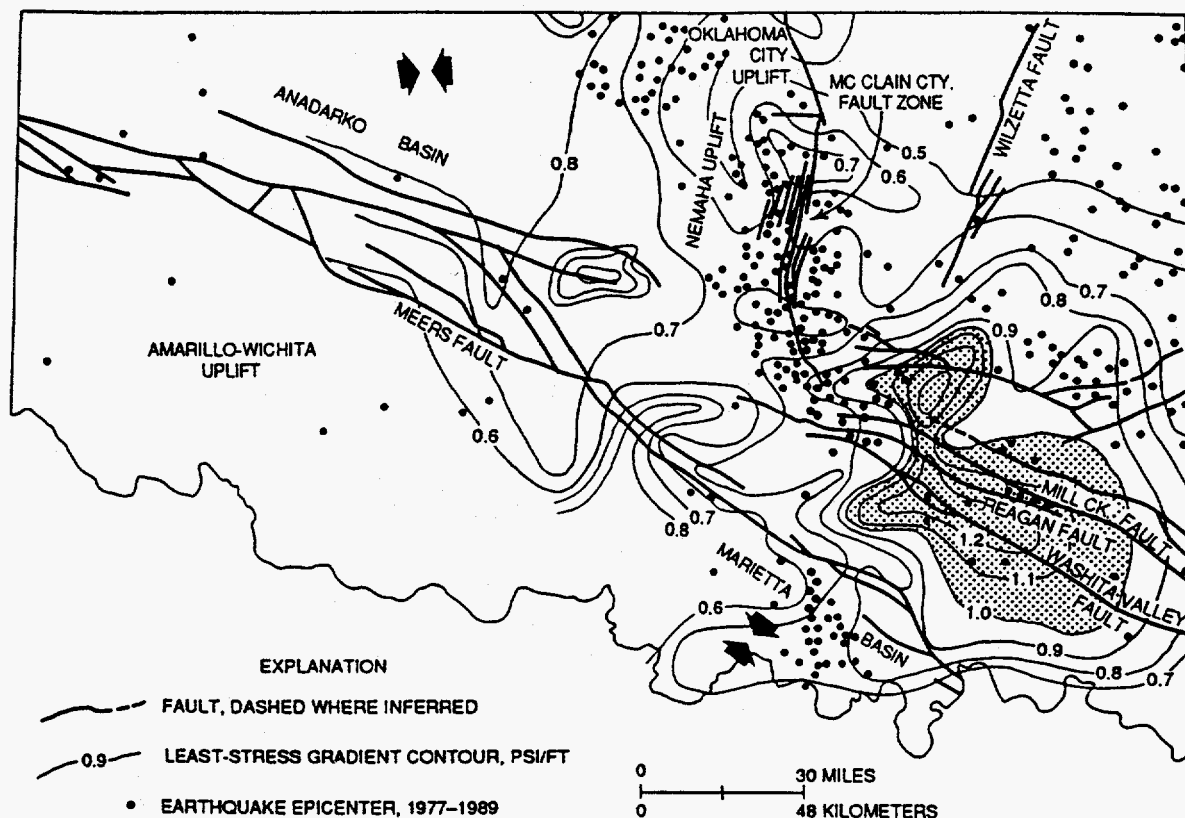 OKLAHOMA
CITY
UPLIFT
MC CLAIN CTY.
FAULT ZONE
WILZETTA FAULT
ANADARKO
BASIN
NEMAHA UPLIFT
0.8
0.7
0.5
0.6
0.7
0.8
0.7
0.9
MEERS FAULT
AMARILLO-WICHITA
UPLIFT
0.6
0.7
0.8
MILL CK. FAULT
REAGAN FAULT
WASHITA VALLEY
FAULT
1.2
1.1
1.0
MARIETTA
BASIN
0.6
0.9
0.8
0.7
EXPLANATION
FAULT, DASHED WHERE INFERRED
0.9 LEAST-STRESS GRADIENT CONTOUR, PSI/FT
EARTHQUAKE EPICENTER, 1977–1989
0 30 MILES
0 48 KILOMETERS